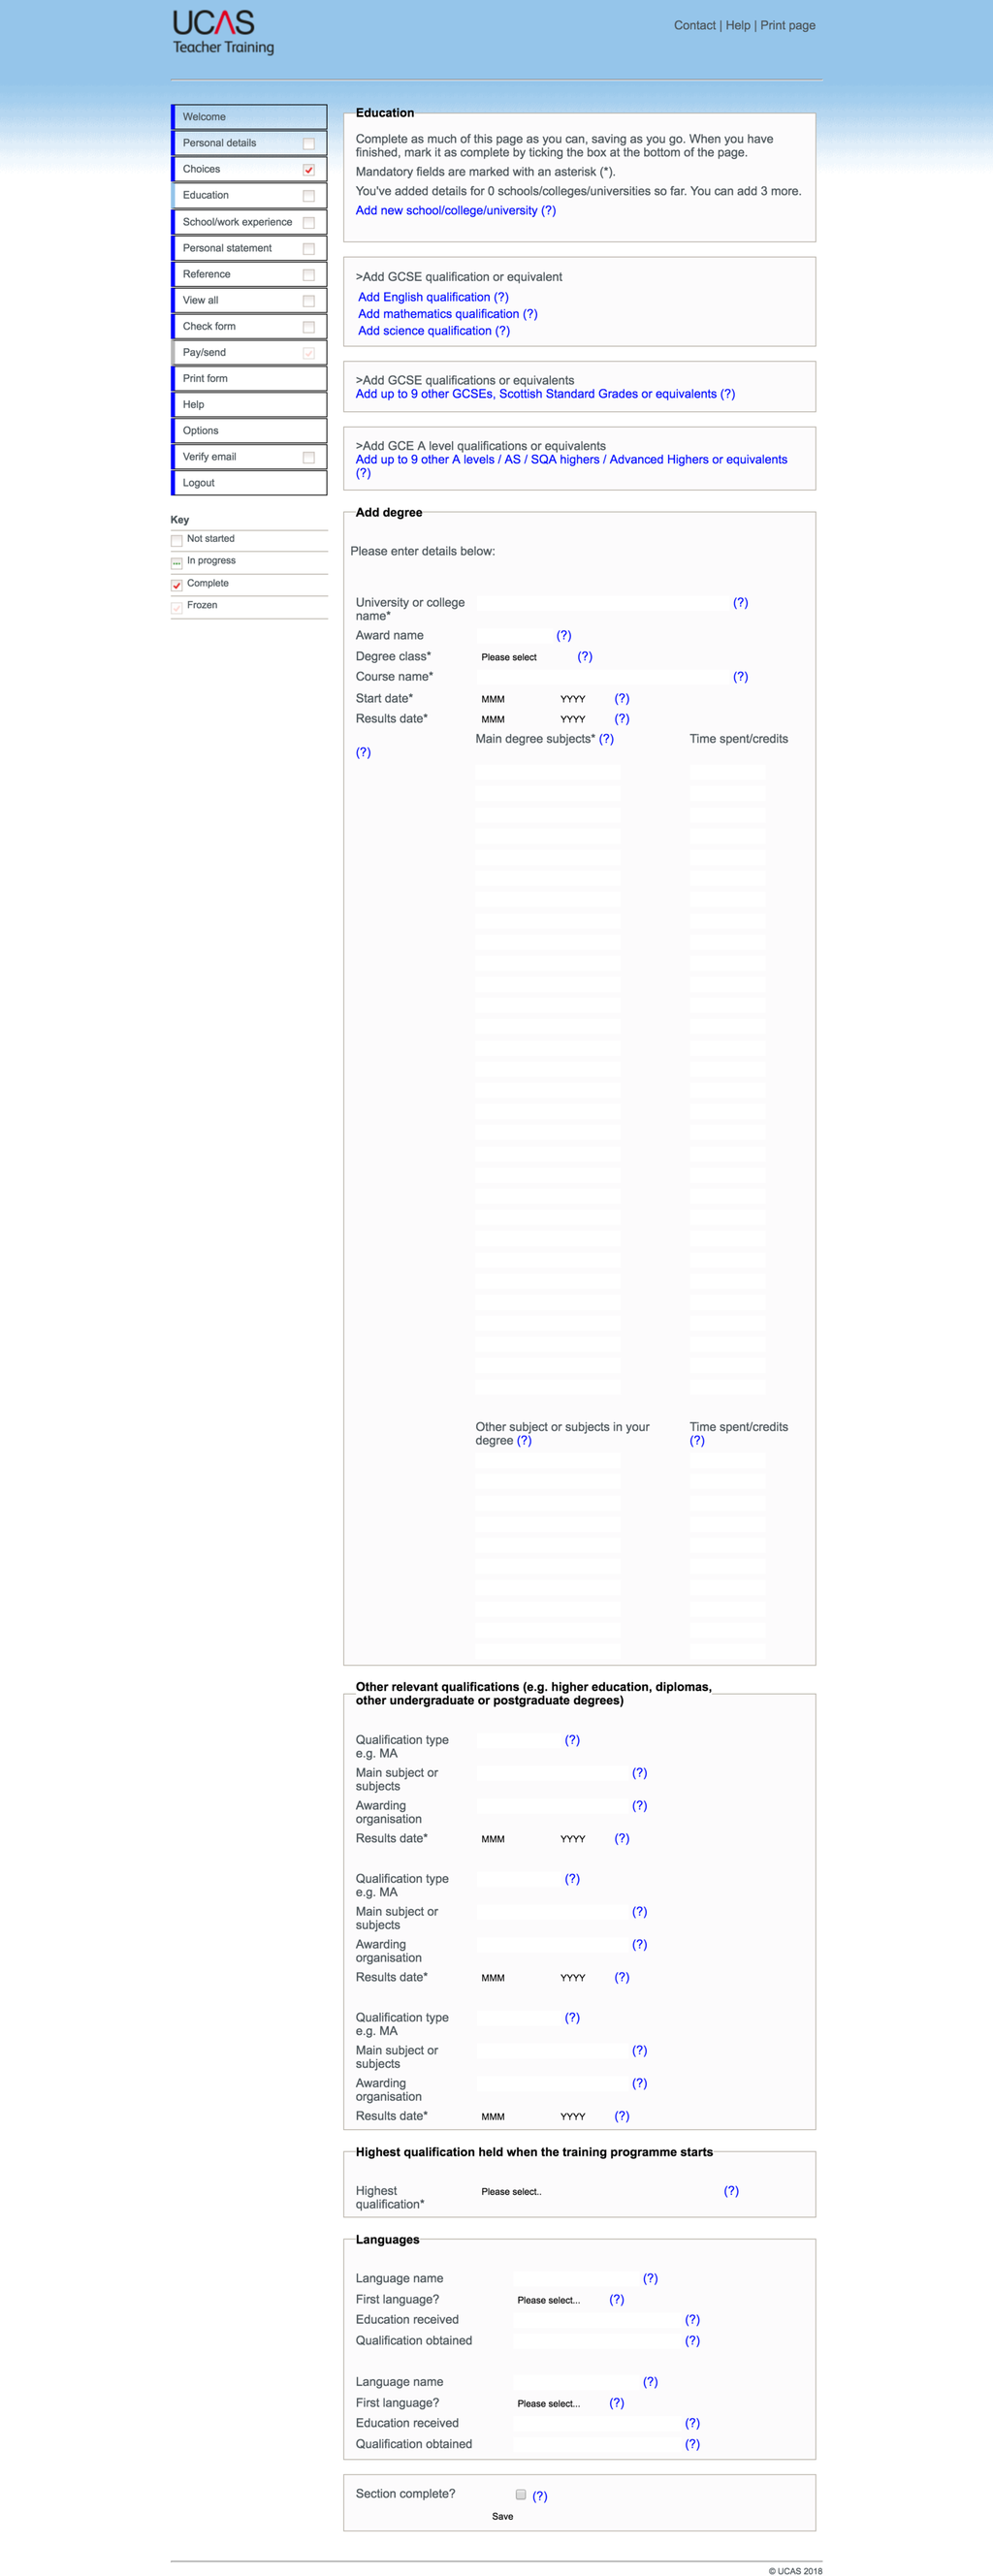 UCAS
Teacher Training
Contact | Help | Print page
Welcome
Personal details
Choices
Education
School/work experience
Personal statement
Reference
View all
Check form
Pay/send
Print form
Help
Options
Verify email
Logout
Key
Not started
In progress
Complete
Frozen
Education
Complete as much of this page as you can, saving as you go. When you have
finished, mark it as complete by ticking the box at the bottom of the page.
Mandatory fields are marked with an asterisk (*).
You've added details for 0 schools/colleges/universities so far. You can add 3 more.
Add new school/college/university (?)
>Add GCSE qualification or equivalent
Add English qualification (?)
Add mathematics qualification (?)
Add science qualification (?)
>Add GCSE qualifications or equivalents
Add up to 9 other GCSEs, Scottish Standard Grades or equivalents (?)
>Add GCE A level qualifications or equivalents
Add up to 9 other A levels / AS / SQA highers / Advanced Highers or equivalents
(?)
Add degree
Please enter details below:
University or college (?)
name*
Award name (?)
Degree class* Please select (?)
Course name* (?)
Start date* MMM YYYY (?)
Results date* MMM YYYY (?)
Main degree subjects* (?) Time spent/credits
(?)
Other subject or subjects in your Time spent/credits
degree (?) (?)
Other relevant qualifications (e.g. higher education, diplomas,
other undergraduate or postgraduate degrees)
Qualification type (?)
e.g. MA
Main subject or (?)
subjects
Awarding (?)
organisation
Results date* MMM YYYY (?)
Qualification type (?)
e.g. MA
Main subject or (?)
subjects
Awarding (?)
organisation
Results date* MMM YYYY (?)
Qualification type (?)
e.g. MA
Main subject or (?)
subjects
Awarding (?)
organisation
Results date* MMM YYYY (?)
Highest qualification held when the training programme starts
Highest Please select.. (?)
qualification*
Languages
Language name (?)
First language? Please select... (?)
Education received (?)
Qualification obtained (?)
Language name (?)
First language? Please select... (?)
Education received (?)
Qualification obtained (?)
Section complete? (?)
Save
© UCAS 2018